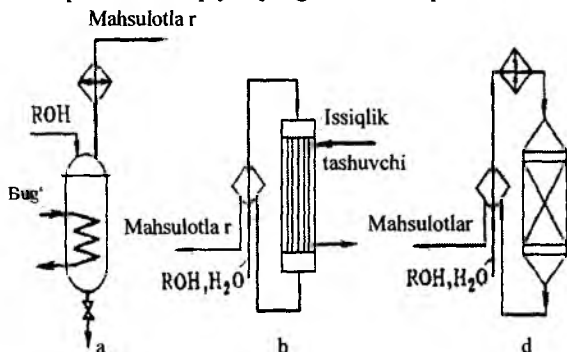 Mahsulotla r
ROH
Bug'
a
Issiqlik
tashuvchi
Mahsulotla r
ROH, H₂O
b
Mahsulotlar
ROH, H₂O
d